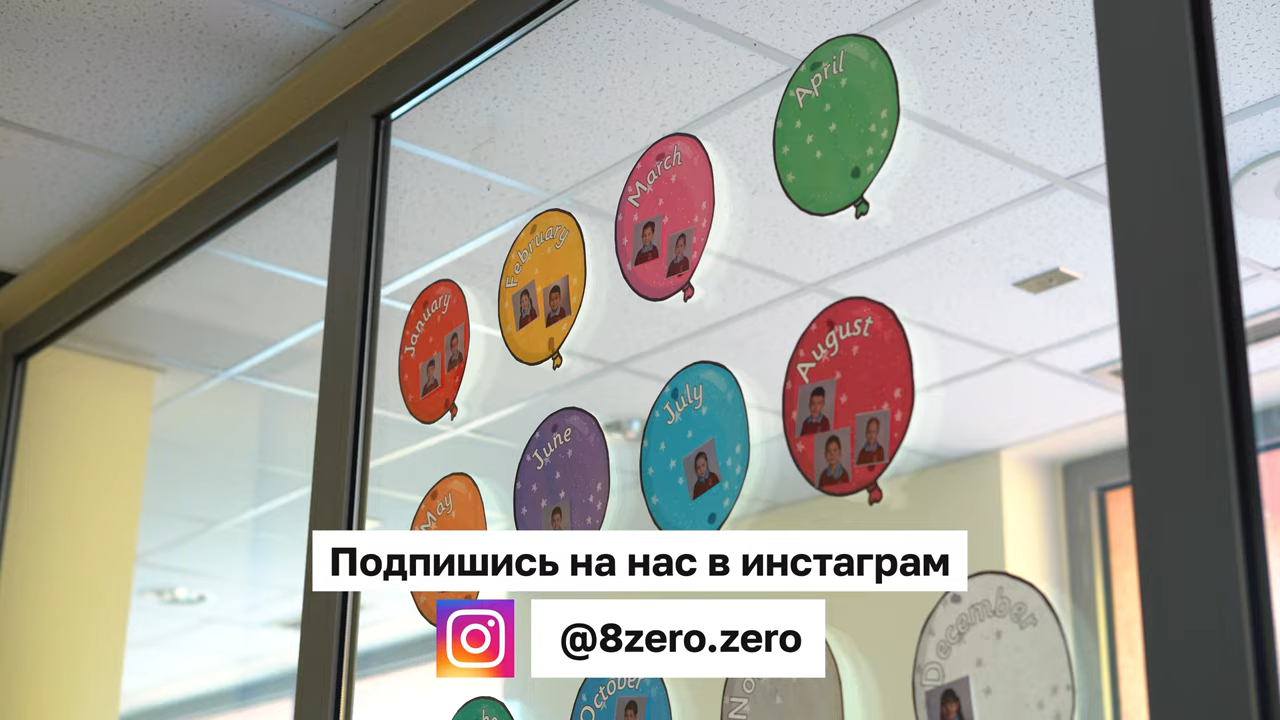 April
March
February
January
August
July
June
May
Подпишись на нас в инстаграм
@8zero.zero
December
October